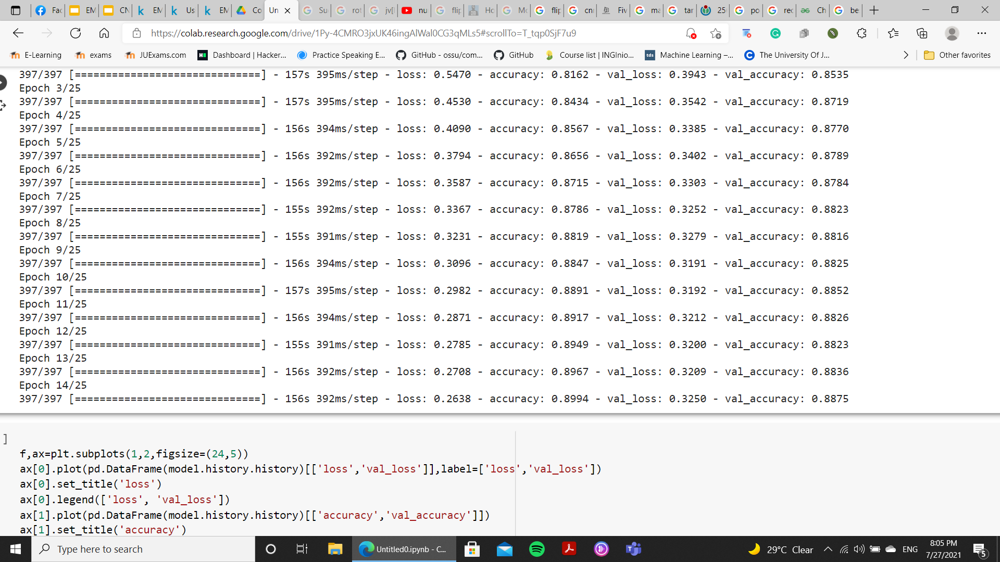 Fac
EM
CN
EM
Us
EM
Co
Un
Su
rot
jv[
nu
flip
Ho
Mo
flip
cni
Fiv
ma
tar
25
po
rec
Ch
be
https://colab.research.google.com/drive/1Py-4CMRO3jxUK46ingAlWal0CG3qMLs5#scrollTo=T_tqp0SjF7u9
E-Learning exams JUExams.com Dashboard | Hacker... Practice Speaking E... GitHub - ossu/com... GitHub Course list | INGInio... tds Machine Learning –... The University Of J... Other favorites
397/397 [==============================] - 157s 395ms/step - loss: 0.5470 - accuracy: 0.8162 - val_loss: 0.3943 - val_accuracy: 0.8535
Epoch 3/25
397/397 [==============================] - 157s 395ms/step - loss: 0.4530 - accuracy: 0.8434 - val_loss: 0.3542 - val_accuracy: 0.8719
Epoch 4/25
397/397 [==============================] - 156s 394ms/step - loss: 0.4090 - accuracy: 0.8567 - val_loss: 0.3385 - val_accuracy: 0.8770
Epoch 5/25
397/397 [==============================] - 156s 392ms/step - loss: 0.3794 - accuracy: 0.8656 - val_loss: 0.3402 - val_accuracy: 0.8789
Epoch 6/25
397/397 [==============================] - 156s 392ms/step - loss: 0.3587 - accuracy: 0.8715 - val_loss: 0.3303 - val_accuracy: 0.8784
Epoch 7/25
397/397 [==============================] - 155s 392ms/step - loss: 0.3367 - accuracy: 0.8786 - val_loss: 0.3252 - val_accuracy: 0.8823
Epoch 8/25
397/397 [==============================] - 155s 391ms/step - loss: 0.3231 - accuracy: 0.8819 - val_loss: 0.3279 - val_accuracy: 0.8816
Epoch 9/25
397/397 [==============================] - 156s 394ms/step - loss: 0.3096 - accuracy: 0.8847 - val_loss: 0.3191 - val_accuracy: 0.8825
Epoch 10/25
397/397 [==============================] - 157s 395ms/step - loss: 0.2982 - accuracy: 0.8891 - val_loss: 0.3192 - val_accuracy: 0.8852
Epoch 11/25
397/397 [==============================] - 156s 394ms/step - loss: 0.2871 - accuracy: 0.8917 - val_loss: 0.3212 - val_accuracy: 0.8826
Epoch 12/25
397/397 [==============================] - 155s 391ms/step - loss: 0.2785 - accuracy: 0.8949 - val_loss: 0.3200 - val_accuracy: 0.8823
Epoch 13/25
397/397 [==============================] - 156s 392ms/step - loss: 0.2708 - accuracy: 0.8967 - val_loss: 0.3209 - val_accuracy: 0.8836
Epoch 14/25
397/397 [==============================] - 156s 392ms/step - loss: 0.2638 - accuracy: 0.8994 - val_loss: 0.3250 - val_accuracy: 0.8875
]
f,ax=plt.subplots(1,2,figsize=(24,5))
ax[0].plot(pd.DataFrame(model.history.history)[['loss','val_loss']],label=['loss','val_loss'])
ax[0].set_title('loss')
ax[0].legend(['loss', 'val_loss'])
ax[1].plot(pd.DataFrame(model.history.history)[['accuracy','val_accuracy']])
ax[1].set_title('accuracy')
Type here to search
Untitled0.ipynb - C...
29°C Clear
ENG
8:05 PM
7/27/2021
5